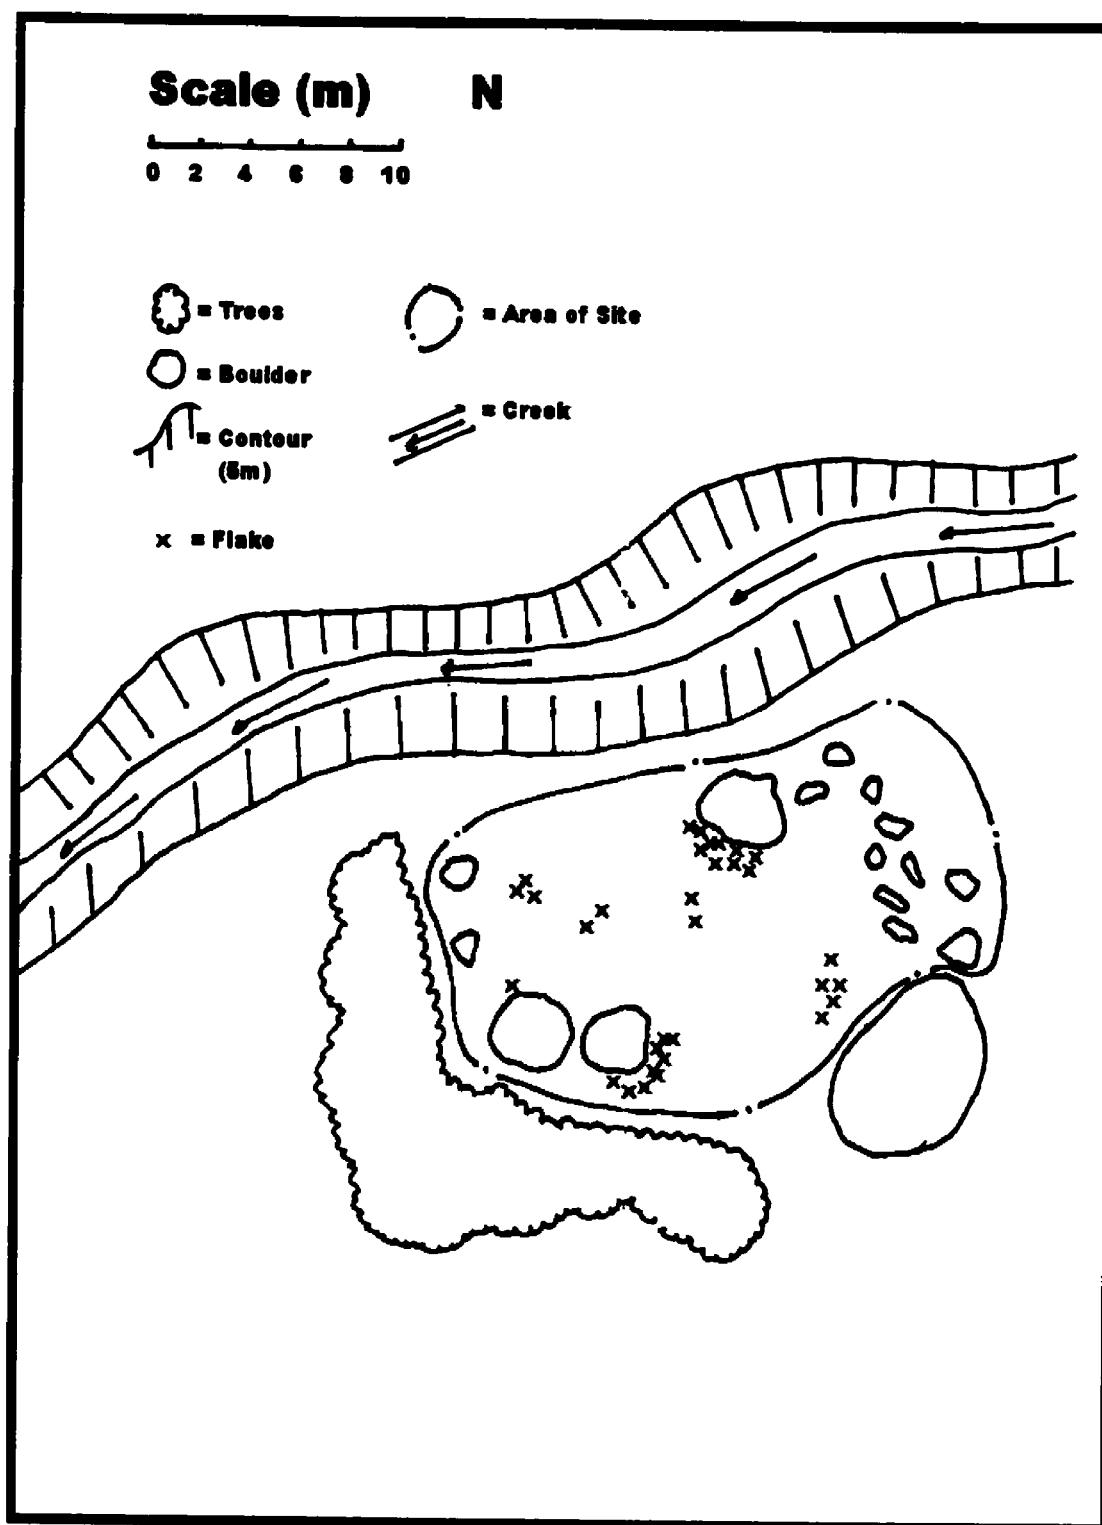 Scale (m) N
0 2 4 6 8 10
= Trees
= Area of Site
= Boulder
= Creek
= Contour
(5m)
x = Flake